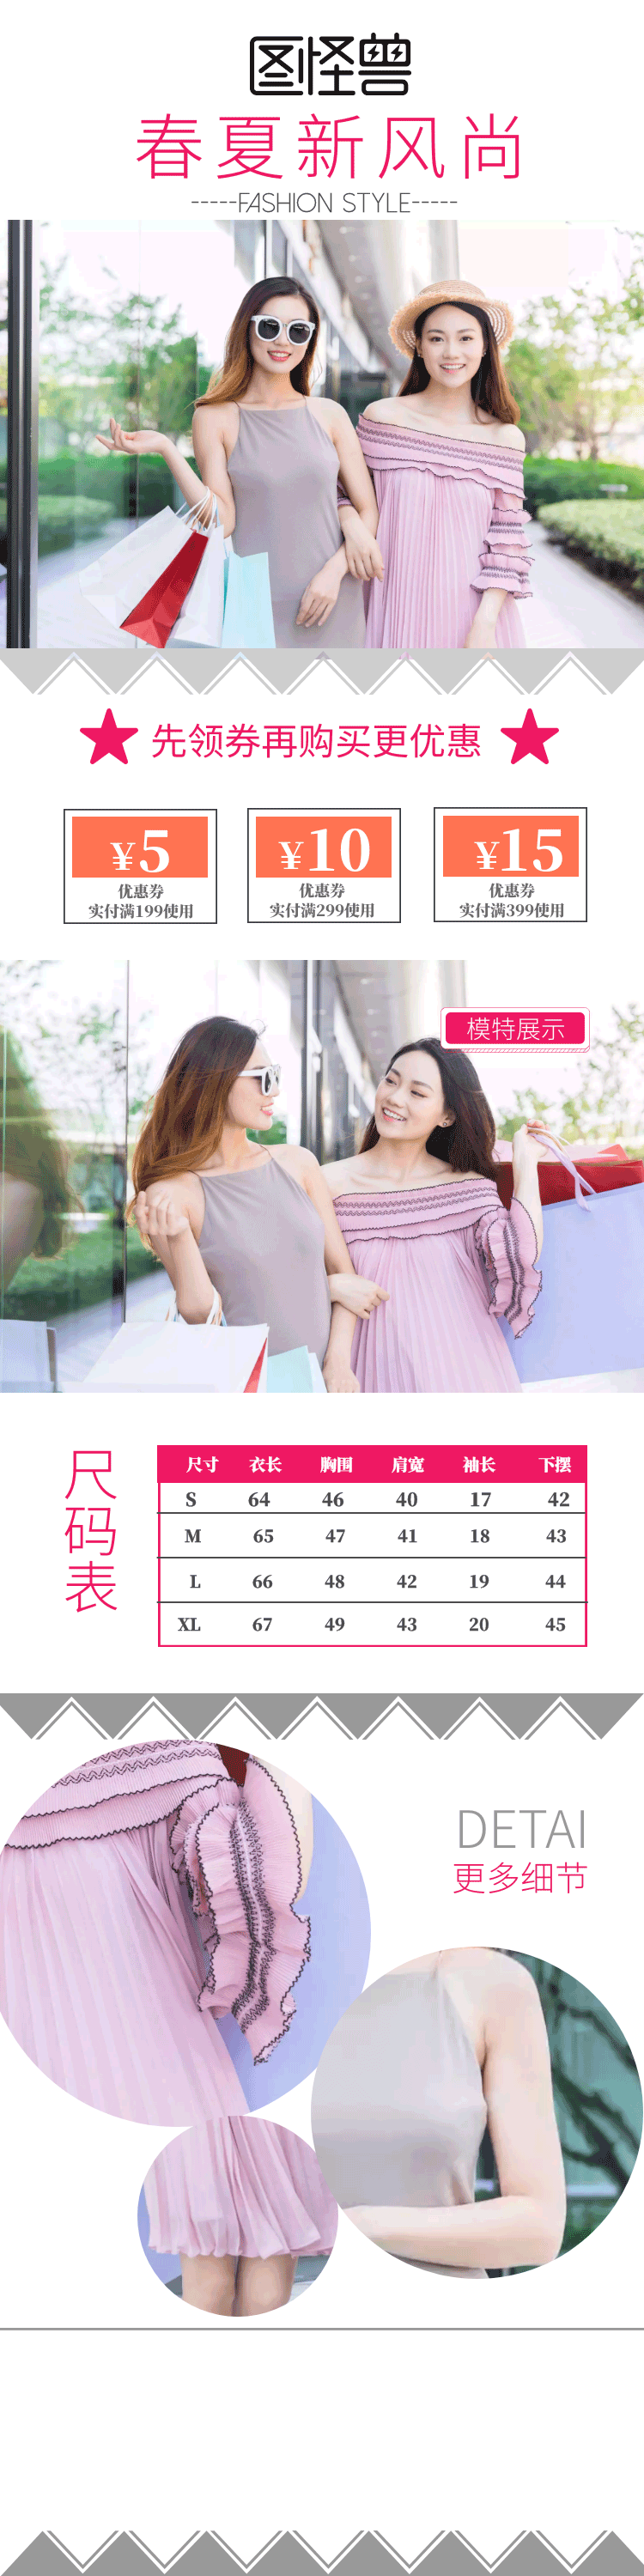 图怪兽
春夏新风尚
-----FASHION STYLE-----
先领券再购买更优惠
¥5
优惠券
实付满199使用
¥10
优惠券
实付满299使用
¥15
优惠券
实付满399使用
模特展示
尺码表
尺寸 衣长 胸围 肩宽 袖长 下摆
S 64 46 40 17 42
M 65 47 41 18 43
L 66 48 42 19 44
XL 67 49 43 20 45
DETAI
更多细节